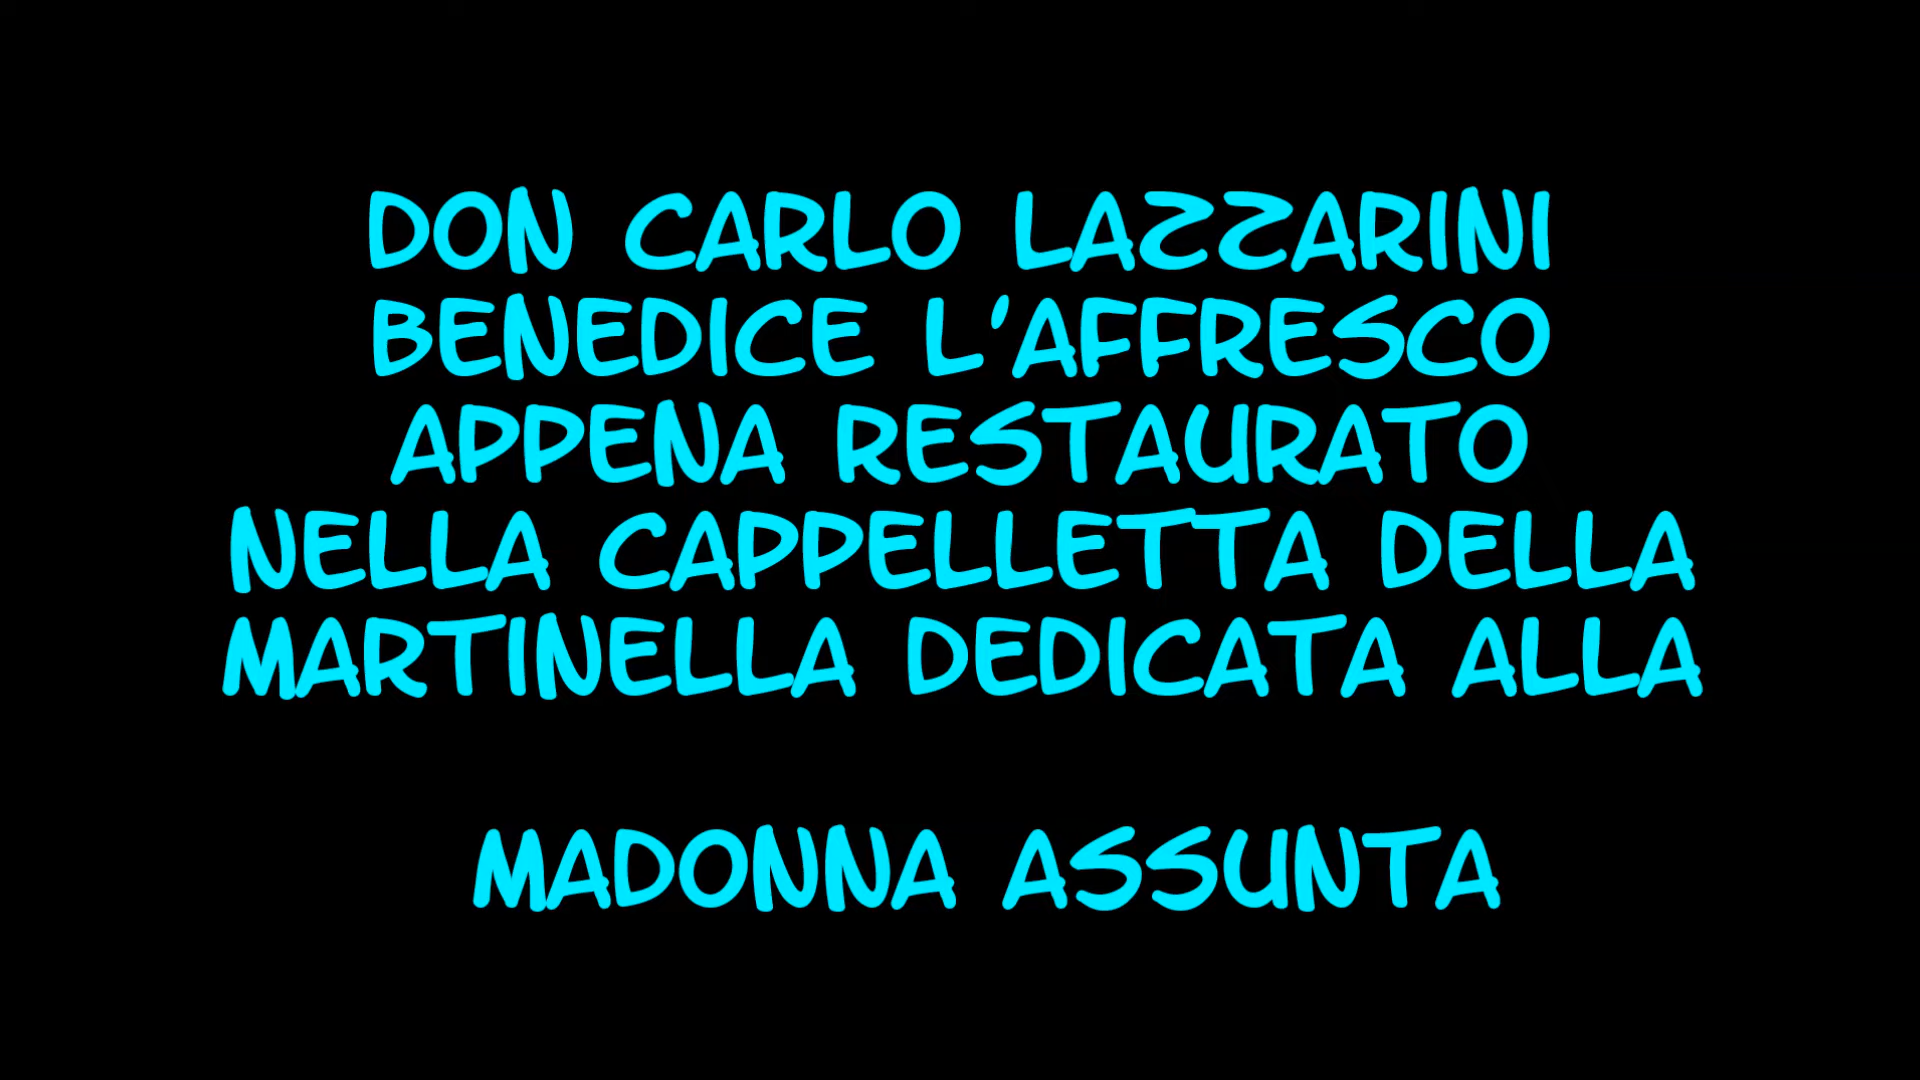 DON CARLO LAZZARINI
BENEDICE L'AFFRESCO
APPENA RESTAURATO
NELLA CAPPELLETTA DELLA
MARTINELLA DEDICATA ALLA
MADONNA ASSUNTA